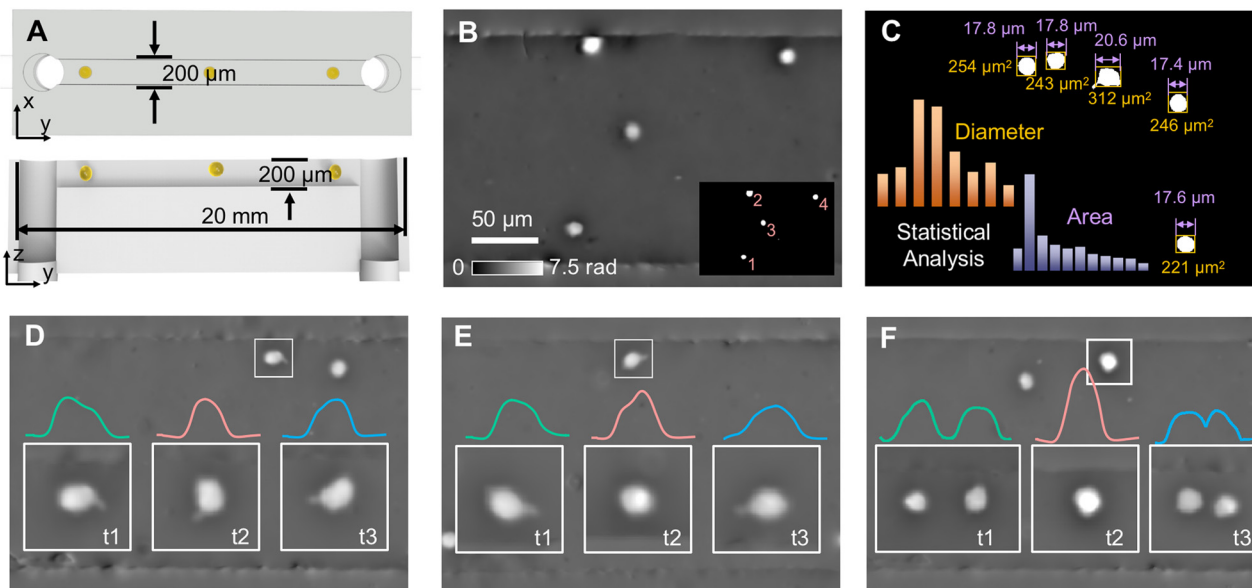 A
200 µm
x
y
200 µm
20 mm
z
y
B
50 µm
0
7.5 rad
2
4
3
1
C
17.8 µm
17.8 µm
20.6 µm
17.4 µm
254 µm²
243 µm²
312 µm²
246 µm²
Diameter
Area
17.6 µm
221 µm²
Statistical
Analysis
D
t1
t2
t3
E
t1
t2
t3
F
t1
t2
t3